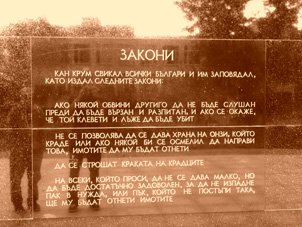 ЗАКОНИ
КАН КРУМ СВИКАЛ ВСИЧКИ БЪЛГАРИ И ИМ ЗАПОВЯДАЛ,
КАТО ИЗДАЛ СЛЕДНИТЕ ЗАКОНИ:
АКО НЯКОЙ ОБВИНИ ДРУГИГО ДА НЕ БЪДЕ СЛУШАН
ПРЕДИ ДА БЪДЕ ВЪРЗАН И РАЗПИТАН, И АКО СЕ ОКАЖЕ,
ЧЕ ТОЙ КЛЕВЕТИ И ЛЪЖЕ ДА БЪДЕ УБИТ
НЕ СЕ ПОЗВОЛЯВА ДА СЕ ДАВА ХРАНА НА ОНЗИ, КОЙТО
КРАДЕ ИЛИ АКО НЯКОЙ БИ СЕ ОСМЕЛИЛ ДА НАПРАВИ
ТОВА, ИМОТИТЕ ДА МУ БЪДАТ ОТНЕТИ
ДА СЕ СТРОШАТ КРАКАТА НА КРАДЦИТЕ
НА ВСЕКИ, КОЙТО ПРОСИ, ДА НЕ СЕ ДАВА МАЛКО, НО
ДА БЪДЕ ДОСТАТЪЧНО ЗАДОВОЛЕН, ЗА ДА НЕ ИЗПАДНЕ
ПАК В НУЖДА, ИЛИ ПЪК, КОЙТО НЕ ПОСТЪПИ ТАКА,
ЩЕ МУ БЪДАТ ОТНЕТИ ИМОТИТЕ